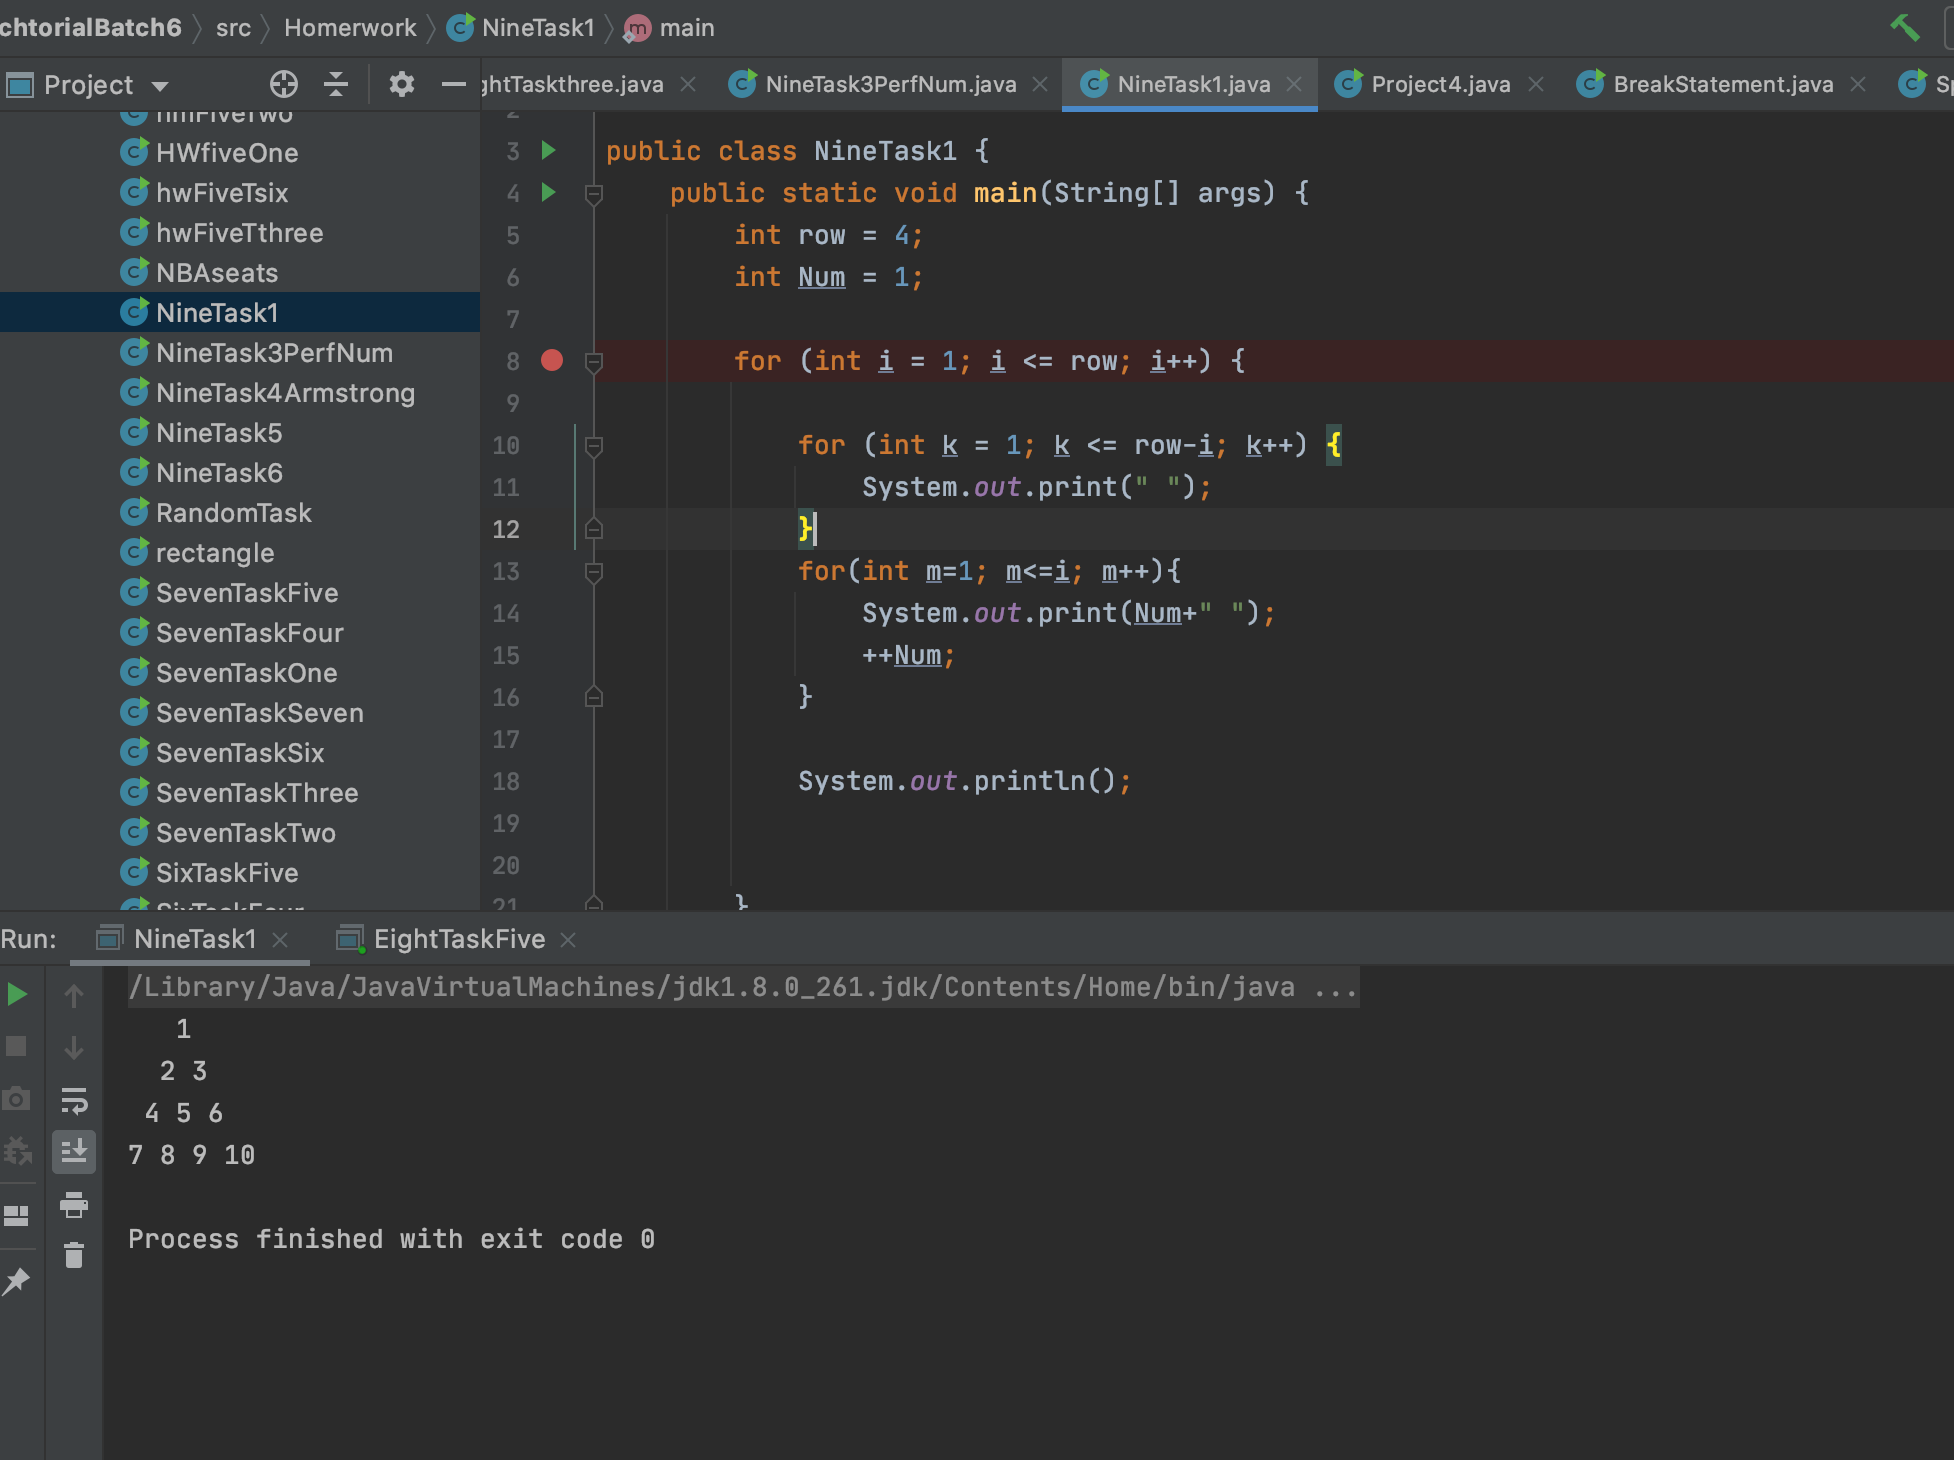 chtorialBatch6 src Homerwork NineTask1 main
Project
ghtTaskthree.java NineTask3PerfNum.java NineTask1.java Project4.java BreakStatement.java Sp
hmFiveTwo
HWfiveOne
hwFiveTsix
hwFiveTthree
NBAseats
NineTask1
NineTask3PerfNum
NineTask4Armstrong
NineTask5
NineTask6
RandomTask
rectangle
SevenTaskFive
SevenTaskFour
SevenTaskOne
SevenTaskSeven
SevenTaskSix
SevenTaskThree
SevenTaskTwo
SixTaskFive
SixTaskFour
2
3 public class NineTask1 {
4 public static void main(String[] args) {
5 int row = 4;
6 int Num = 1;
7
8 for (int i = 1; i <= row; i++) {
9
10 for (int k = 1; k <= row-i; k++) {
11 System.out.print(" ");
12 }
13 for(int m=1; m<=i; m++){
14 System.out.print(Num+" ");
15 ++Num;
16 }
17
18 System.out.println();
19
20
21 }
Run: NineTask1 EightTaskFive
/Library/Java/JavaVirtualMachines/jdk1.8.0_261.jdk/Contents/Home/bin/java ...
1
2 3
4 5 6
7 8 9 10
Process finished with exit code 0